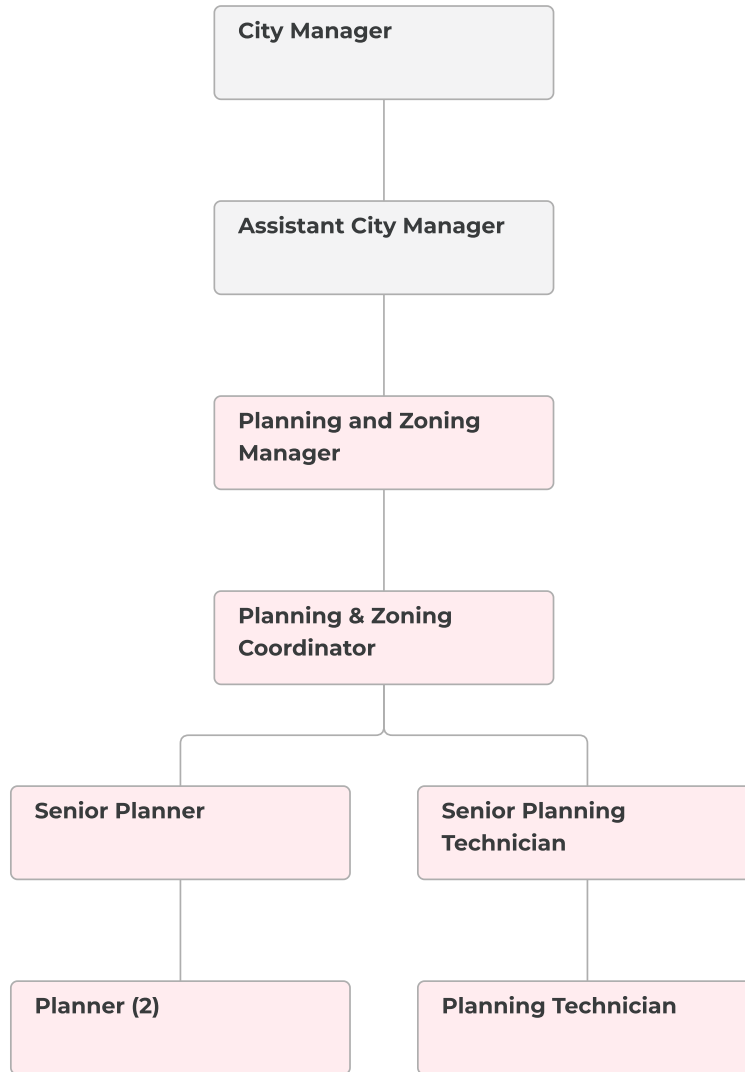 City Manager
Assistant City Manager
Planning and Zoning
Manager
Planning & Zoning
Coordinator
Senior Planner
Senior Planning
Technician
Planner (2)
Planning Technician